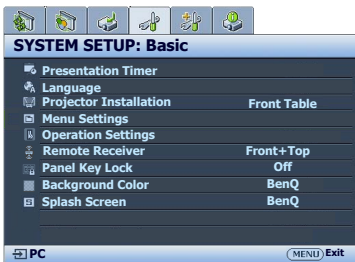 SYSTEM SETUP: Basic
Presentation Timer
Language
Projector Installation Front Table
Menu Settings
Operation Settings
Remote Receiver Front+Top
Panel Key Lock Off
Background Color BenQ
Splash Screen BenQ
PC MENU Exit